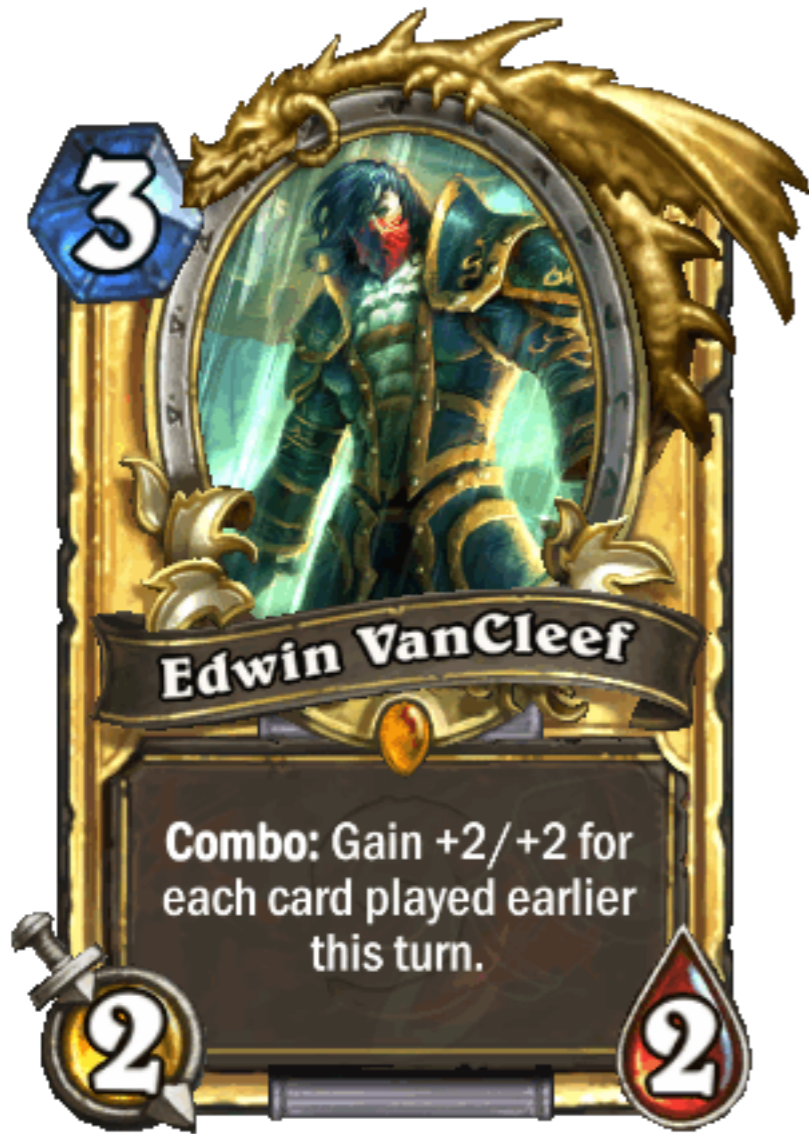 3
Edwin VanCleef
Combo: Gain +2/+2 for
each card played earlier
this turn.
2
2